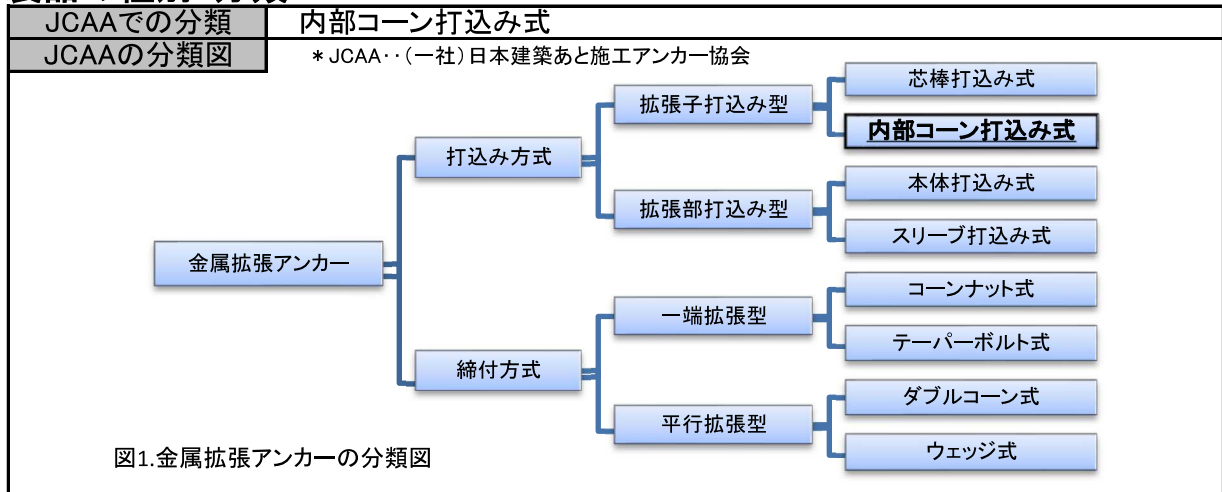 JCAAでの分類
内部コーン打込み式
JCAAの分類図
＊JCAA‥（一社）日本建築あと施工アンカー協会
芯棒打込み式
拡張子打込み型
内部コーン打込み式
打込み方式
本体打込み式
拡張部打込み型
スリーブ打込み式
金属拡張アンカー
コーンナット式
一端拡張型
テーパーボルト式
締付方式
ダブルコーン式
平行拡張型
ウェッジ式
図1.金属拡張アンカーの分類図